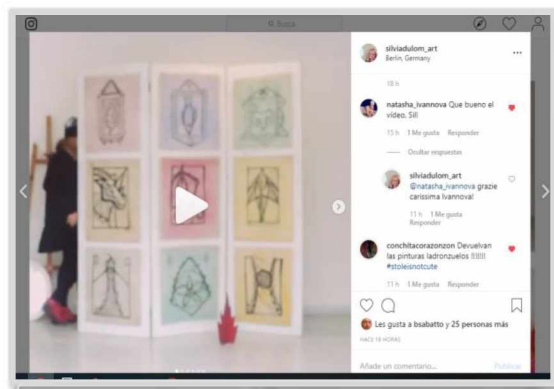 Busca
silviadulom_art
Berlin, Germany
18 h
natasha_ivannova Que bueno el
vídeo, Sil!
15 h 1 Me gusta Responder
Ocultar respuestas
silviadulom_art
@natasha_ivannova grazie
carissima Ivannova!
11 h 1 Me gusta
Responder
conchitacorazonzon Devuelvan
las pinturas ladronzuelos !!!!!!!
#stoleisnotcute
11 h 1 Me gusta Responder
Les gusta a bsabatto y 25 personas más
HACE 18 HORAS
Añade un comentario...
Publicar